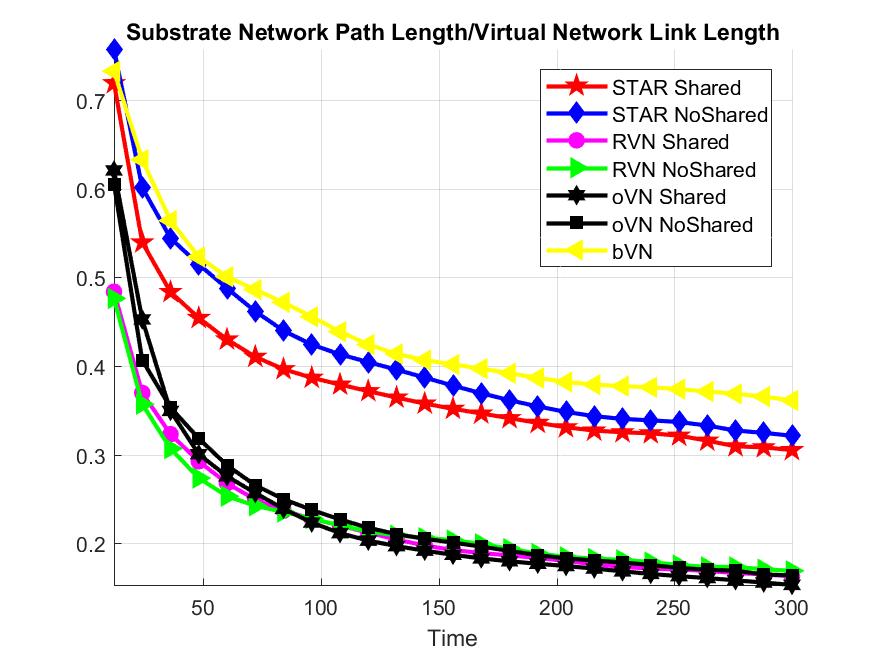 Substrate Network Path Length/Virtual Network Link Length
0.7
0.6
0.5
0.4
0.3
0.2
STAR Shared
STAR NoShared
RVN Shared
RVN NoShared
oVN Shared
oVN NoShared
bVN
50 100 150 200 250 300
Time